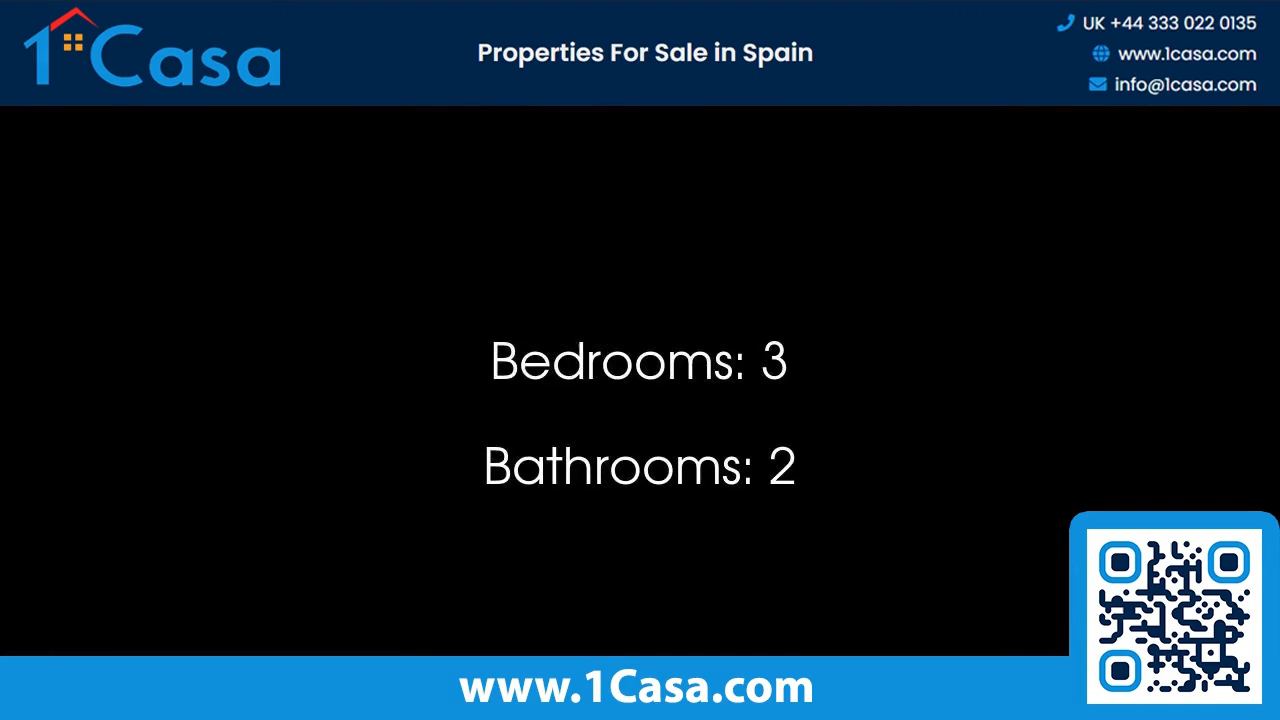 1Casa
Properties For Sale in Spain
UK +44 333 022 0135
www.1casa.com
info@1casa.com
Bedrooms: 3
Bathrooms: 2
www.1Casa.com